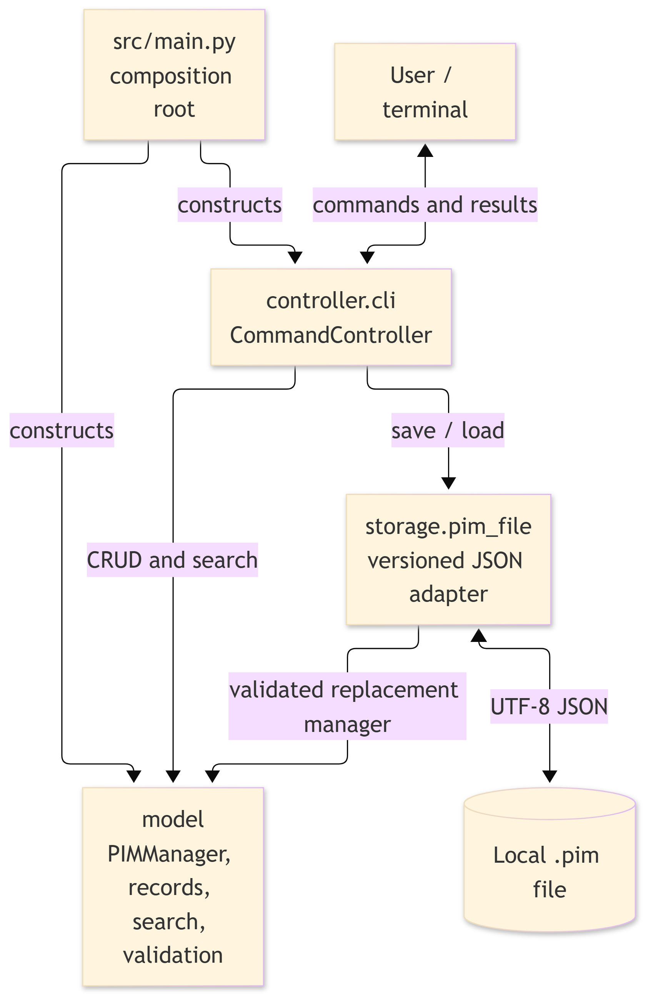 src/main.py
composition
root
User /
terminal
constructs
commands and results
controller.cli
CommandController
constructs
save / load
storage.pim_file
versioned JSON
adapter
CRUD and search
validated replacement
manager
UTF-8 JSON
model
PIMManager,
records,
search,
validation
Local .pim
file